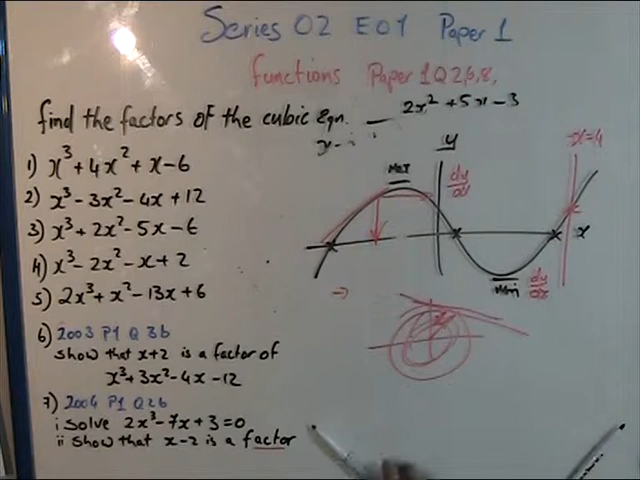 Series 02 E01 Paper 1
functions Paper 1 Q2,6,8,
find the factors of the cubic Eqn.
2x² + 5x - 3
1) x³ + 4x² + x - 6
2) x³ - 3x² - 4x + 12
3) x³ + 2x² - 5x - 6
4) x³ - 2x² - x + 2
5) 2x³ + x² - 13x + 6
6) 2003 P1 Q 3b
show that x+2 is a factor of
x³ + 3x² - 4x - 12
7) 2004 P1 Q2b
i solve 2x³ - 7x + 3 = 0
ii show that x-2 is a factor
y
x=4
Max
dy/dx
x
Min
dy/dx